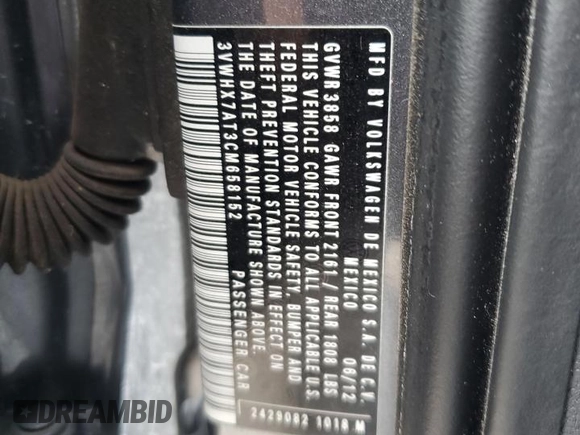 MFD BY VOLKSWAGEN DE MEXICO S.A. DE C.V.
MEXICO 06/12
GVWR 3858 GAWR FRONT 2161/ REAR 1808 LBS
THIS VEHICLE CONFORMS TO ALL APPLICABLE U.S.
FEDERAL MOTOR VEHICLE SAFETY, BUMPER AND
THEFT PREVENTION STANDARDS IN EFFECT ON
THE DATE OF MANUFACTURE SHOWN ABOVE.
3VWHX7AT3CM658152 PASSENGER CAR
2429082 1018 M
DREAMBID